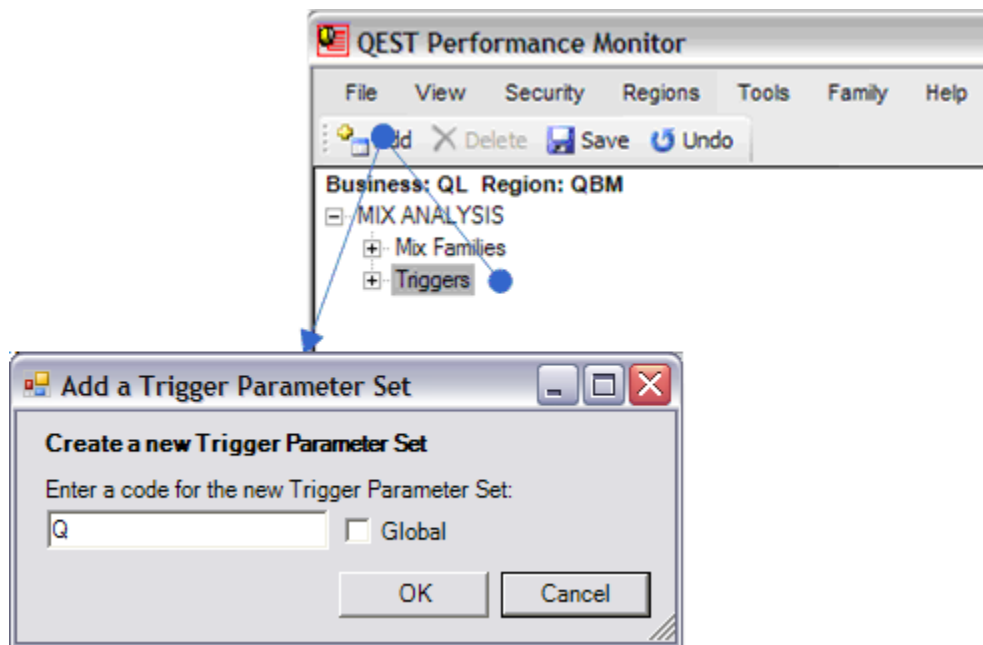 QEST Performance Monitor
File View Security Regions Tools Family Help
dd Delete Save Undo
Business: QL Region: QBM
MIX ANALYSIS
Mix Families
Triggers
Add a Trigger Parameter Set
Create a new Trigger Parameter Set
Enter a code for the new Trigger Parameter Set:
Q Global
OK Cancel